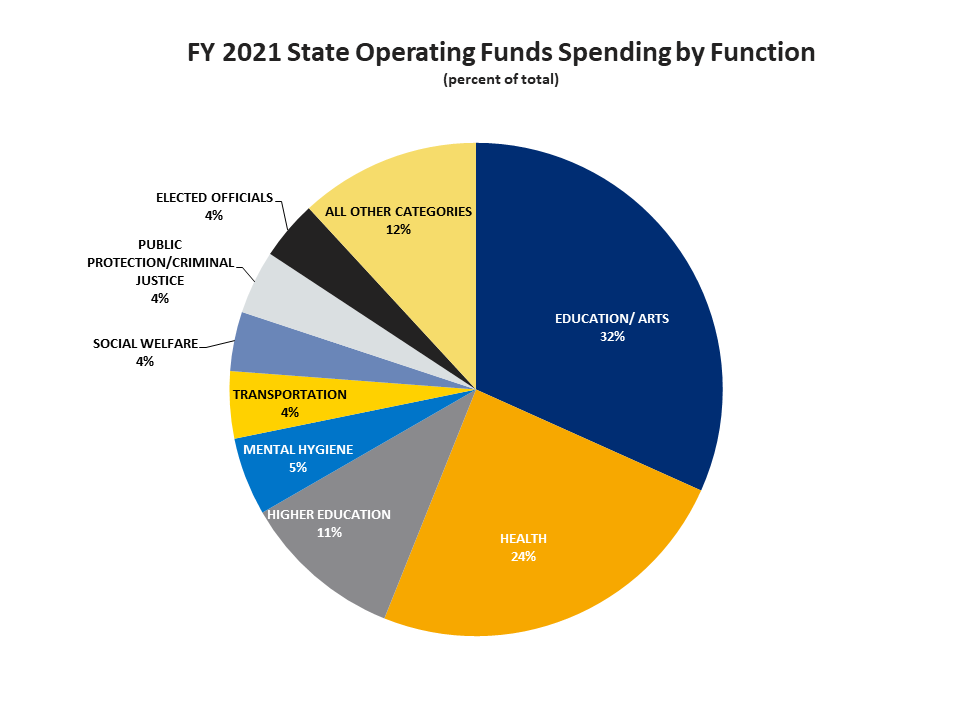 FY 2021 State Operating Funds Spending by Function
(percent of total)
ELECTED OFFICIALS
4%
ALL OTHER CATEGORIES
12%
PUBLIC
PROTECTION/CRIMINAL
JUSTICE
4%
EDUCATION/ ARTS
32%
SOCIAL WELFARE
4%
TRANSPORTATION
4%
MENTAL HYGIENE
5%
HIGHER EDUCATION
11%
HEALTH
24%